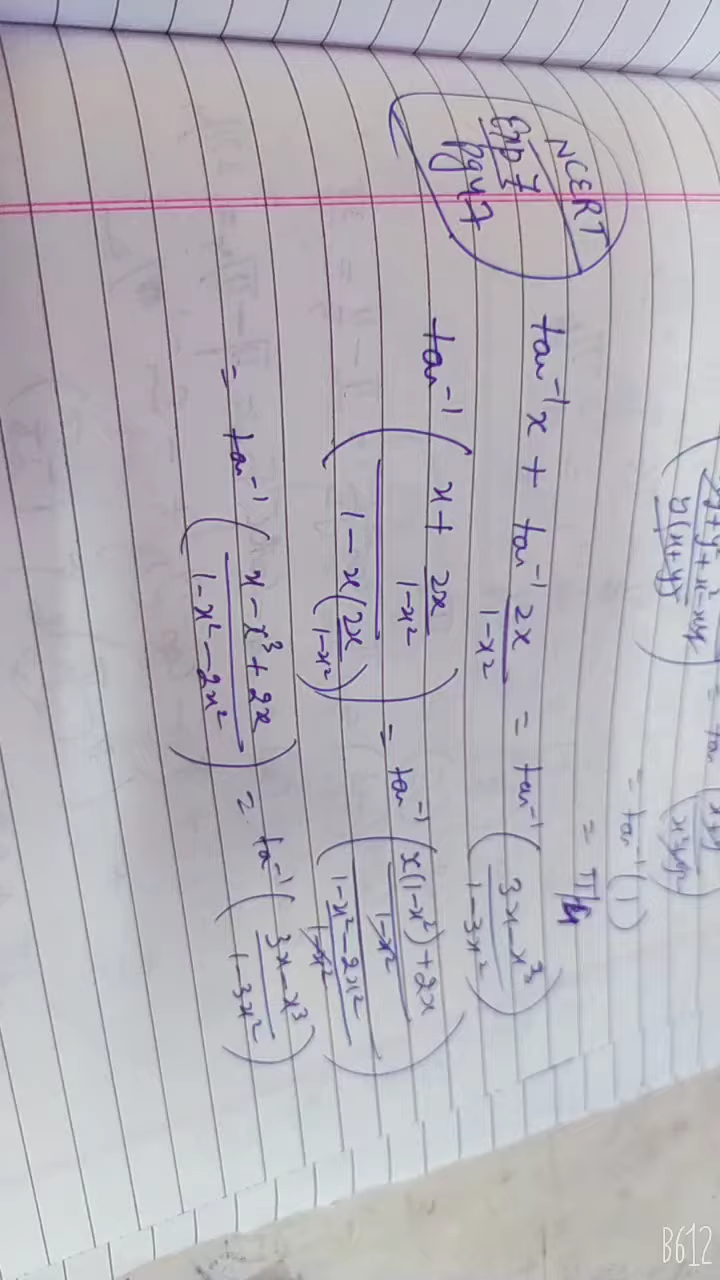 = tan⁻¹(1)
= π/4
NCERT
Exp 7
pg 47
tan⁻¹x + tan⁻¹ 2x/1-x² = tan⁻¹ (3x-x³/1-3x²)
tan⁻¹ (x + 2x/1-x² / 1-x(2x/1-x²)) = tan⁻¹ (x(1-x²)+2x/1-x² / 1-x²-2x²/1-x²)
= tan⁻¹ (x-x³+2x/1-x²-2x²) = tan⁻¹ (3x-x³/1-3x²)
B612